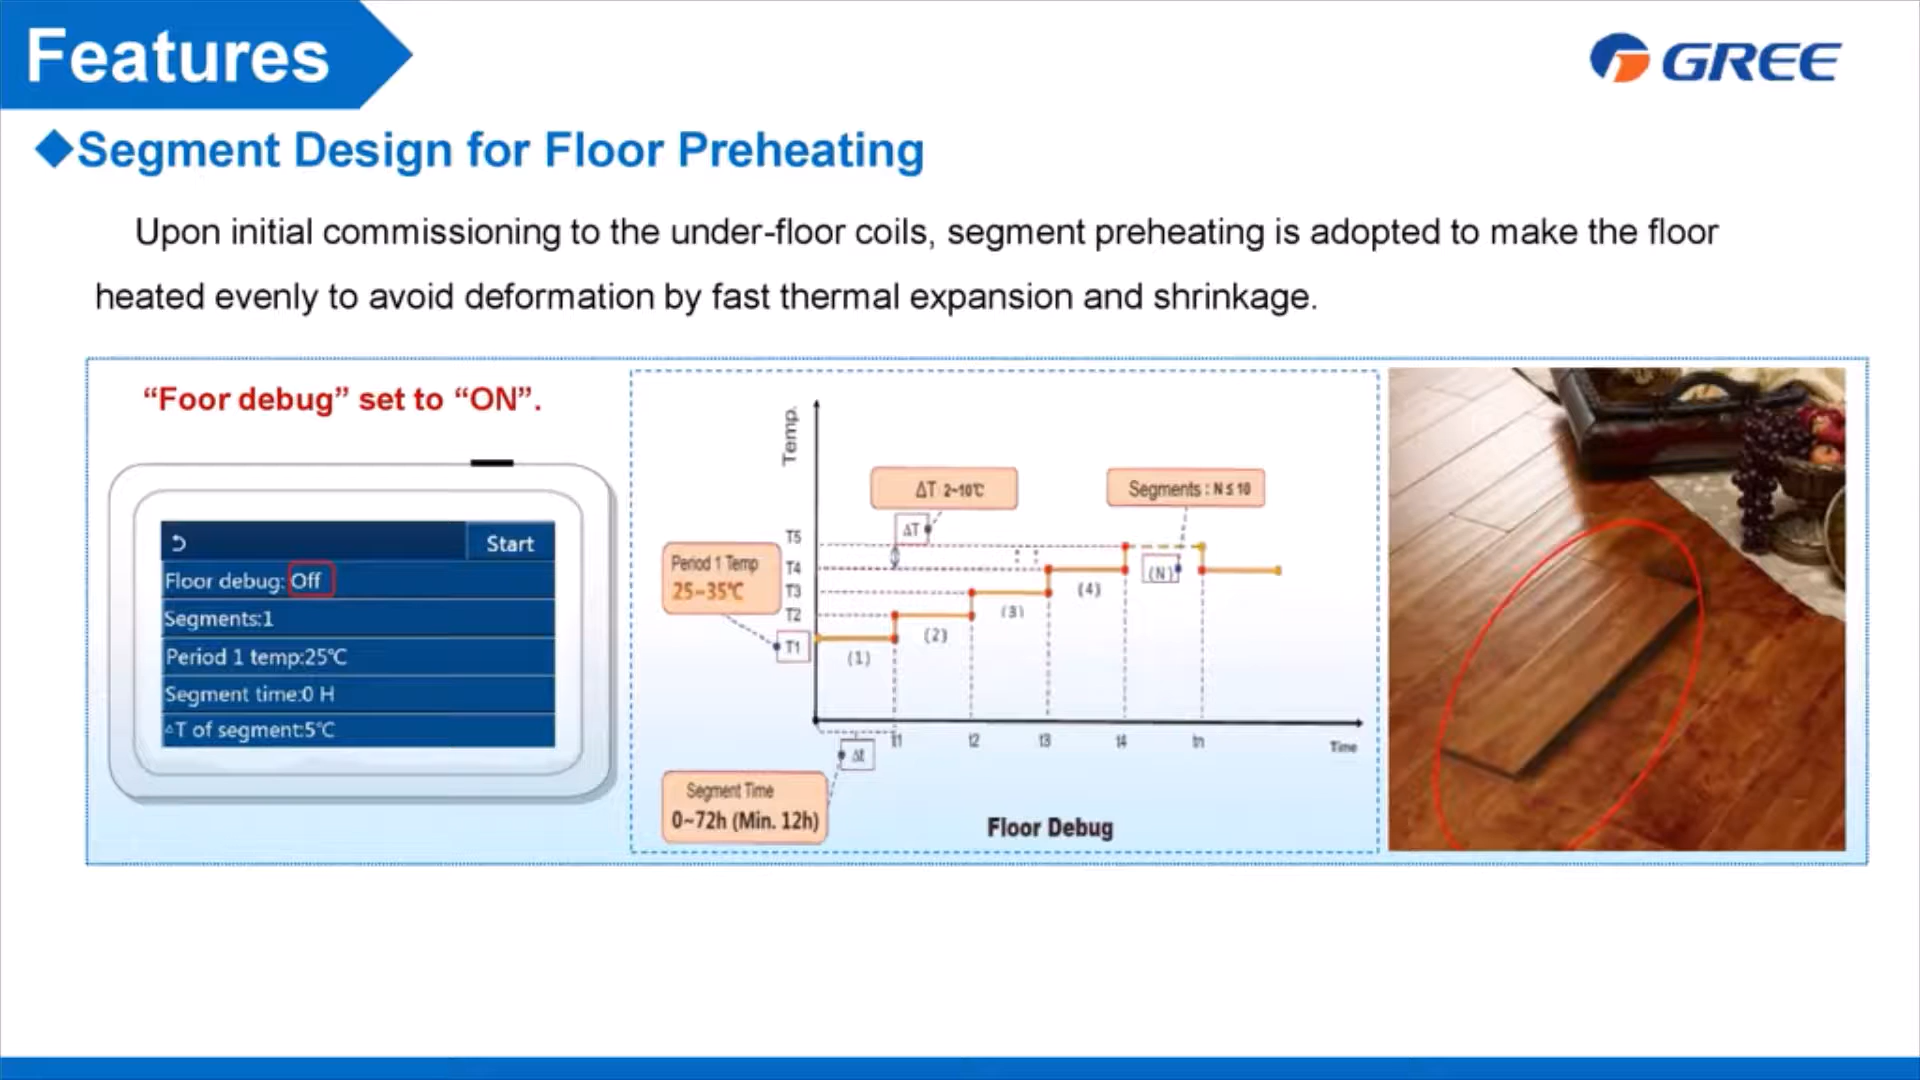 Features
GREE
◆Segment Design for Floor Preheating
Upon initial commissioning to the under-floor coils, segment preheating is adopted to make the floor
heated evenly to avoid deformation by fast thermal expansion and shrinkage.
“Foor debug” set to “ON”.
Start
Floor debug: Off
Segments:1
Period 1 temp:25℃
Segment time:0 H
△T of segment:5℃
Temp.
ΔT 2~10℃
Segments : N ≤ 10
ΔT
Period 1 Temp
25~35℃
T5
T4
T3
T2
T1
(1)
(2)
(3)
(4)
(N)
t1
t2
t3
t4
tn
Time
Δt
Segment Time
0~72h (Min. 12h)
Floor Debug